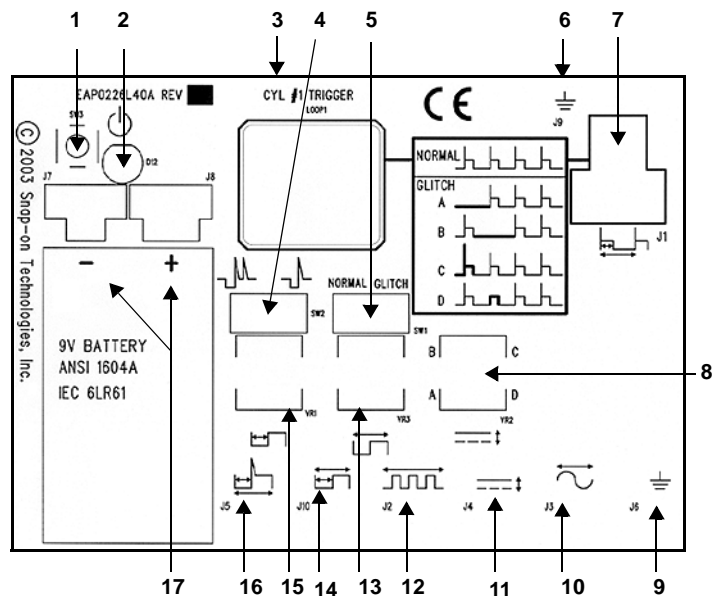 1 2 3 4 5 6 7
EAP0226L40A REV
CYL #1 TRIGGER
LOOP1
CE
J9
SW3
D12
J7 J8
© 2003 Snap-on Technologies, Inc.
NORMAL
GLITCH
A
B
C
D
J1
- +
NORMAL GLITCH
SW2 SW1
9V BATTERY
ANSI 1604A
IEC 6LR61
B C
8
A D
VR1 VR3 VR2
J5 J10 J2 J4 J3 J6
17 16 15 14 13 12 11 10 9